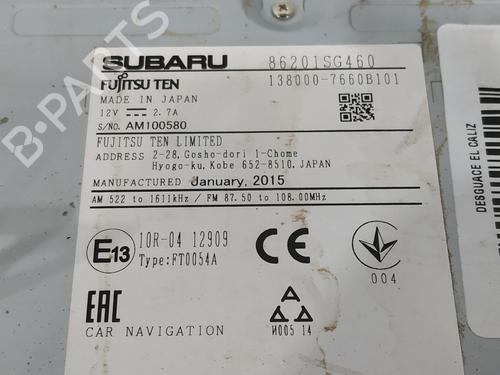 SUBARU 86201SG460
FUJITSU TEN 138000-7660B101
MADE IN JAPAN
12V 2.7A
S/NO. AM100580
FUJITSU TEN LIMITED
ADDRESS 2-28, Gosho-dori 1-Chome
Hyogo-ku, Kobe 652-8510, JAPAN
MANUFACTURED January, 2015
AM 522 to 1611kHz / FM 87.50 to 108.00MHz
E13 10R-04 12909
Type:FT0054A
CE
004
EAC
CAR NAVIGATION
A
И005 14
DESGUACE EL CALIZ
B-PARTS